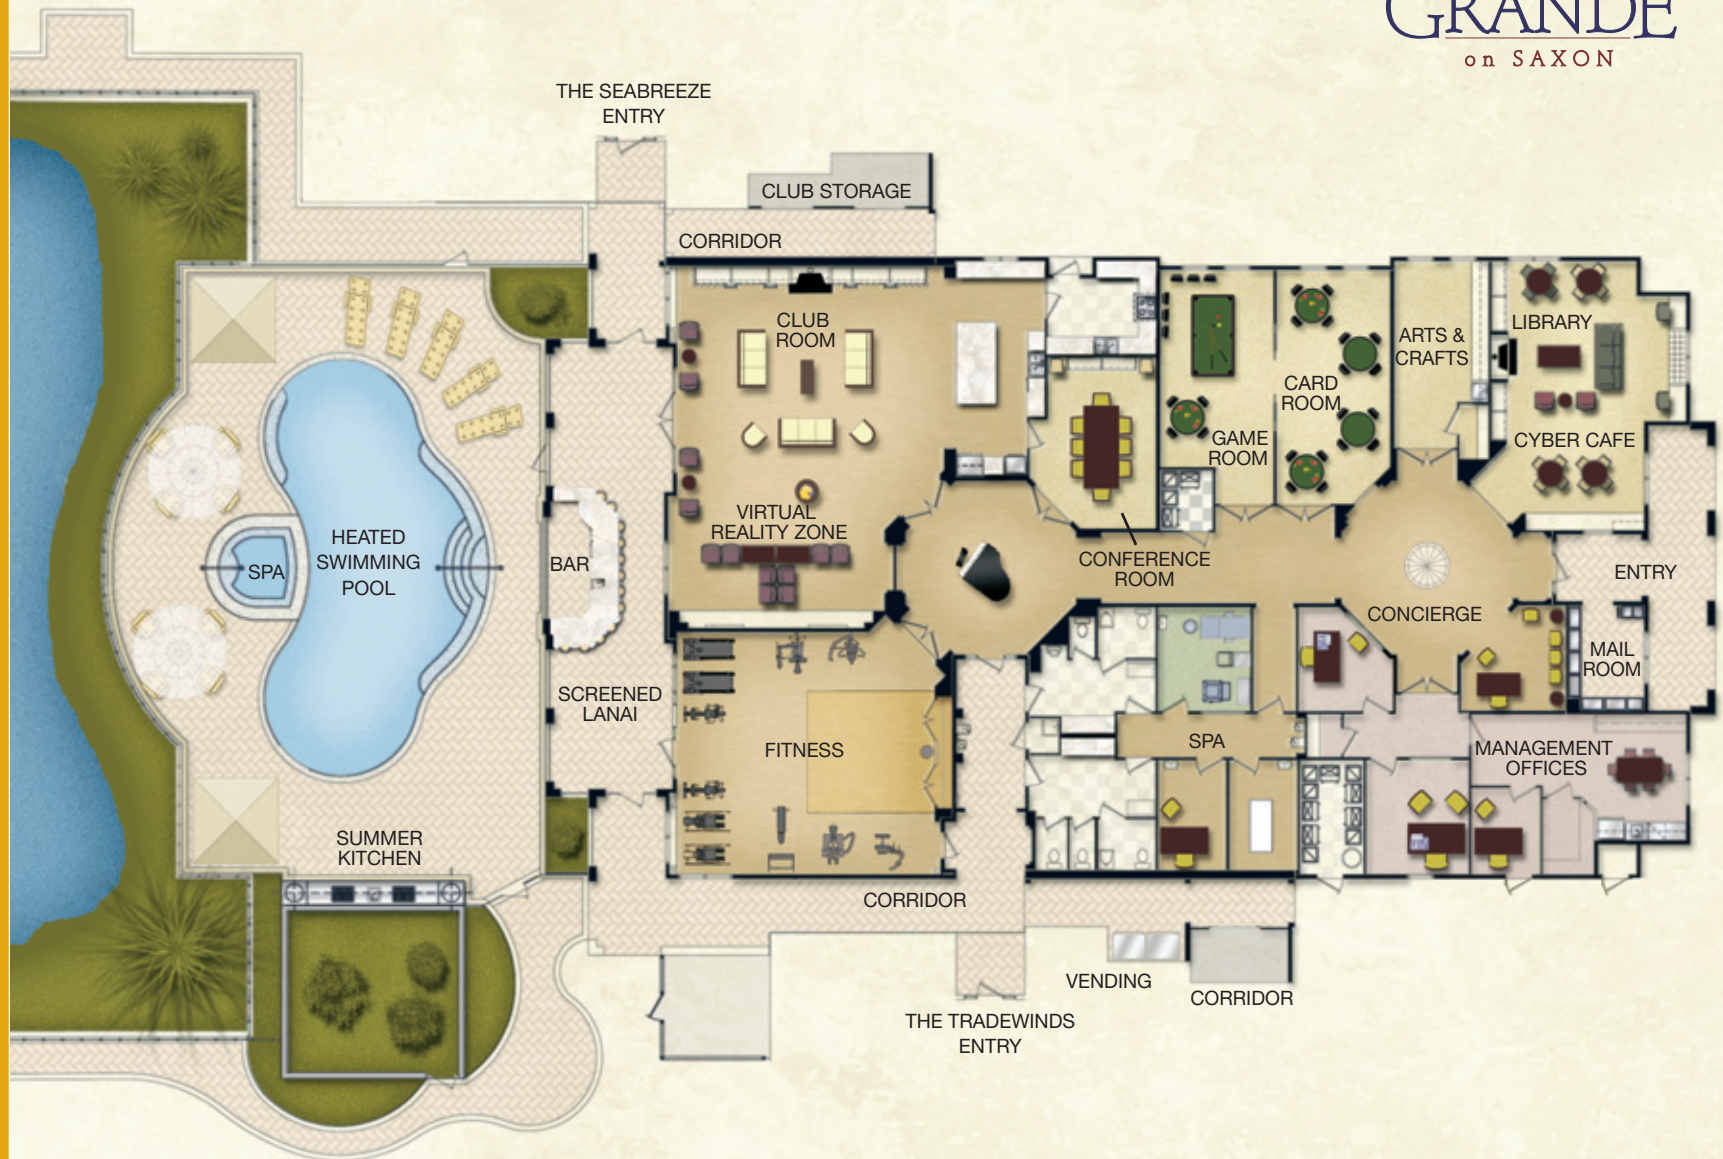 GRANDE
on SAXON
THE SEABREEZE
ENTRY
CLUB STORAGE
CORRIDOR
CLUB
ROOM
VIRTUAL
REALITY ZONE
ARTS &
CRAFTS
LIBRARY
CARD
ROOM
GAME
ROOM
CYBER CAFE
CONFERENCE
ROOM
HEATED
SWIMMING
POOL
SPA
BAR
ENTRY
CONCIERGE
MAIL
ROOM
SCREENED
LANAI
FITNESS
SPA
MANAGEMENT
OFFICES
SUMMER
KITCHEN
CORRIDOR
VENDING
CORRIDOR
THE TRADEWINDS
ENTRY